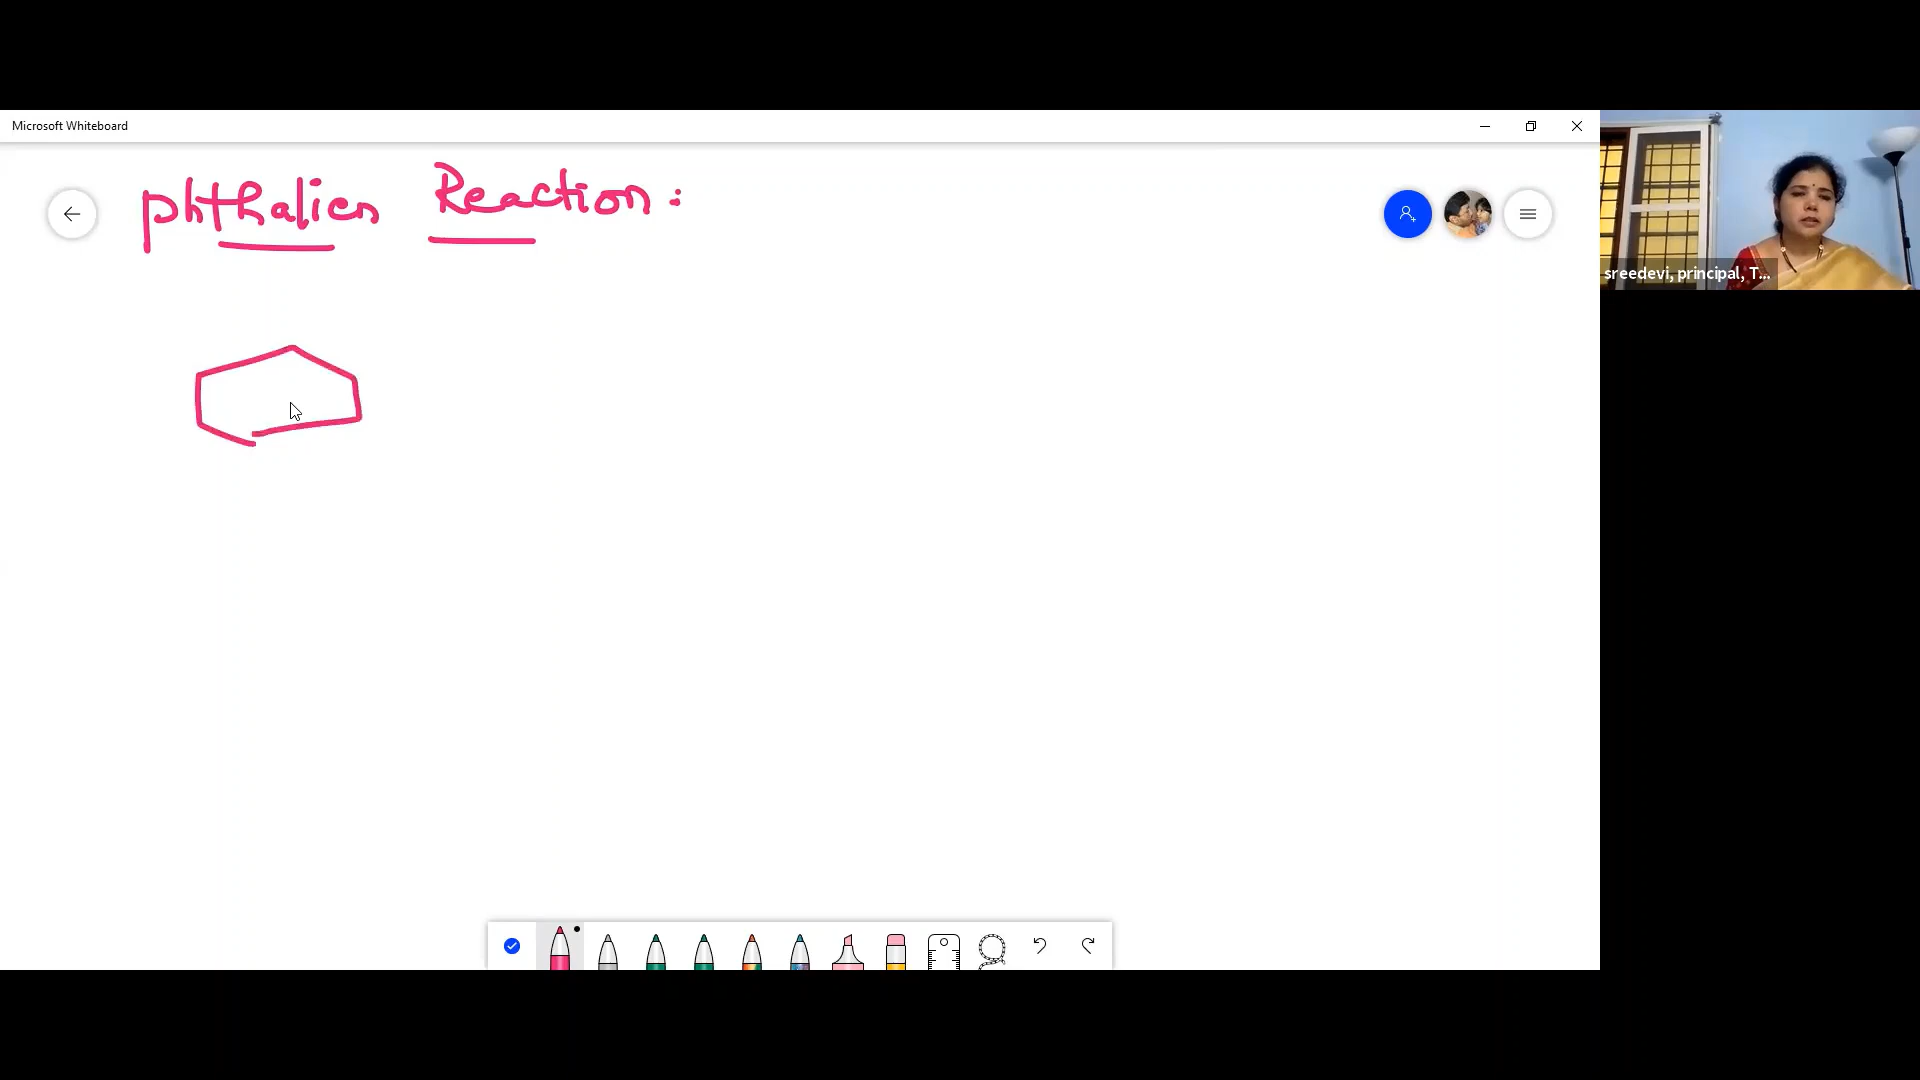 Microsoft Whiteboard
phthalien Reaction:
sreedevi, principal, T...